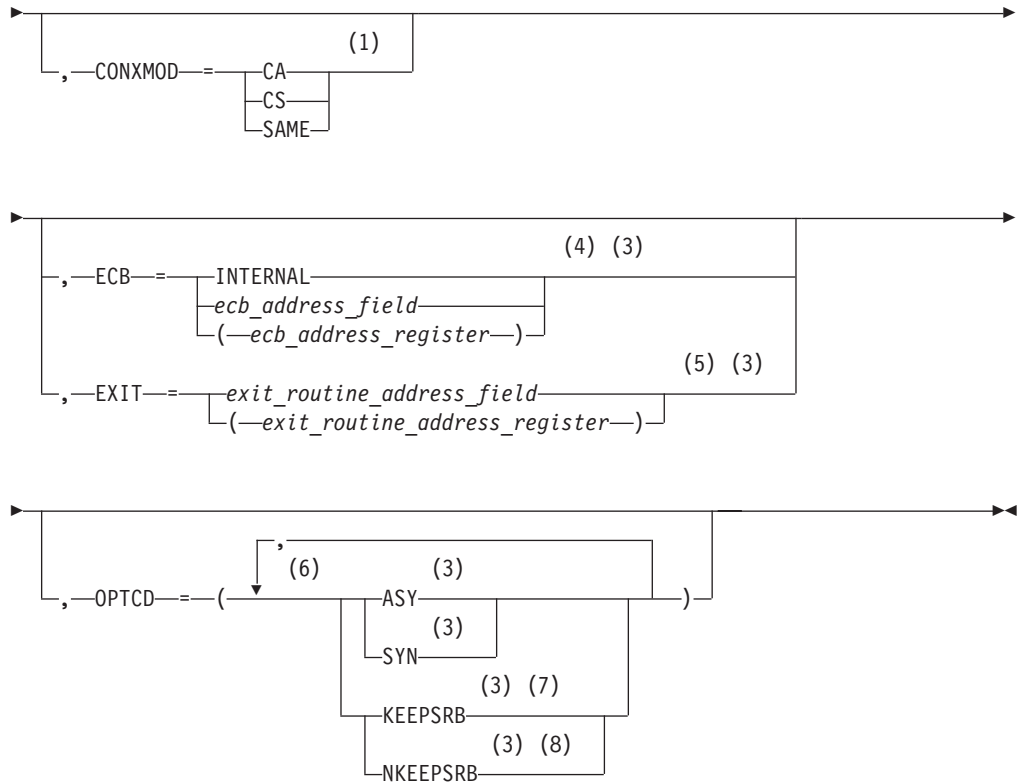 (1)
, CONXMOD = CA
CS
SAME
(4) (3)
, ECB = INTERNAL
ecb_address_field
( ecb_address_register )
(5) (3)
, EXIT = exit_routine_address_field
( exit_routine_address_register )
,
(6) (3)
, OPTCD = ( ASY )
(3)
SYN
(3) (7)
KEEPSRB
(3) (8)
NKEEPSRB